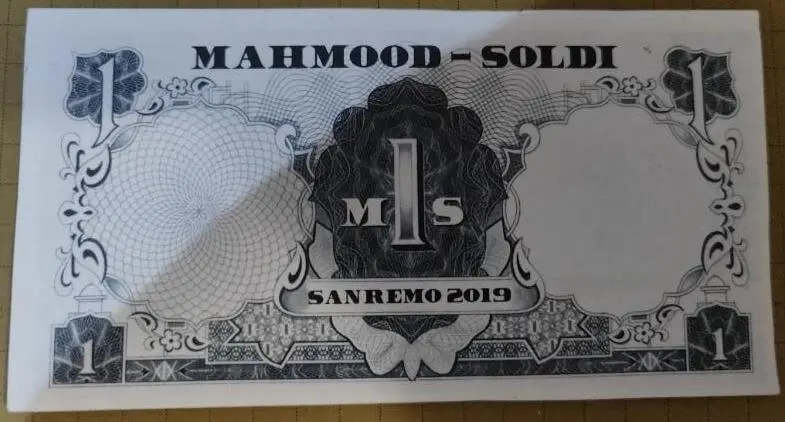 MAHMOOD - SOLDI
1 1
M 1 S
SANREMO 2019
1 1